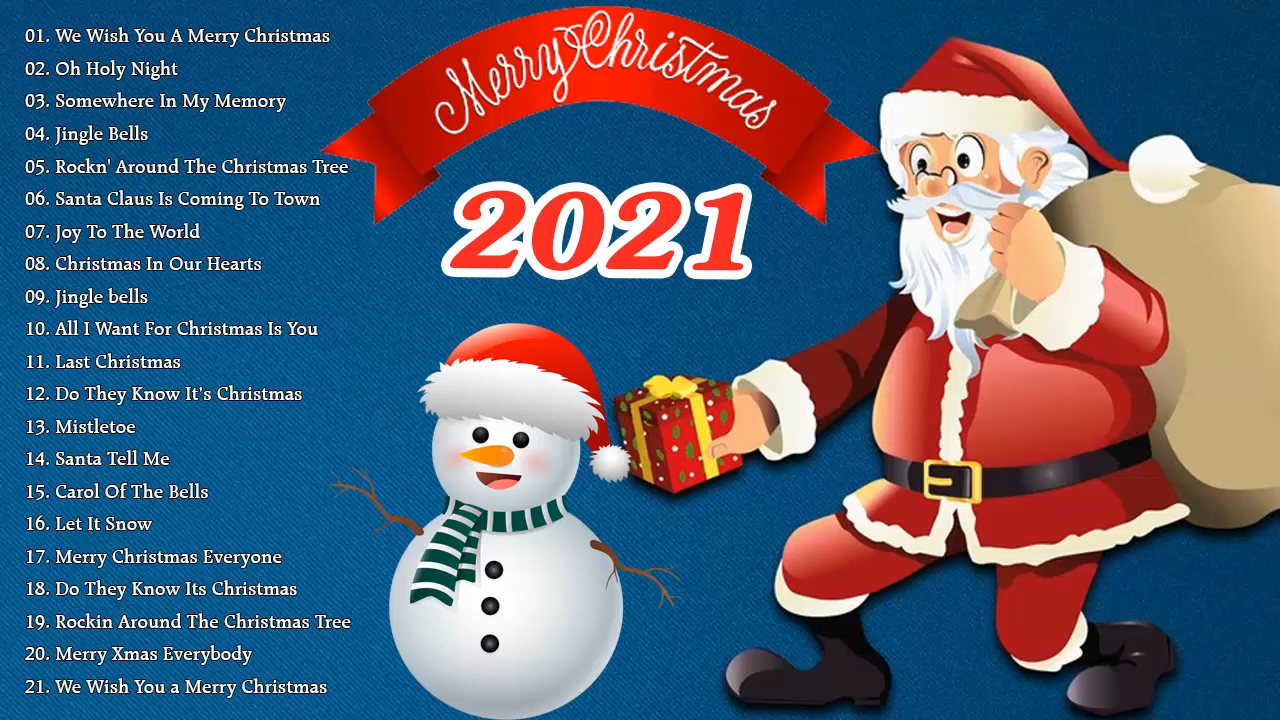 01. We Wish You A Merry Christmas
02. Oh Holy Night
03. Somewhere In My Memory
04. Jingle Bells
05. Rockn' Around The Christmas Tree
06. Santa Claus Is Coming To Town
07. Joy To The World
08. Christmas In Our Hearts
09. Jingle bells
10. All I Want For Christmas Is You
11. Last Christmas
12. Do They Know It's Christmas
13. Mistletoe
14. Santa Tell Me
15. Carol Of The Bells
16. Let It Snow
17. Merry Christmas Everyone
18. Do They Know Its Christmas
19. Rockin Around The Christmas Tree
20. Merry Xmas Everybody
21. We Wish You a Merry Christmas
Merry Christmas
2021